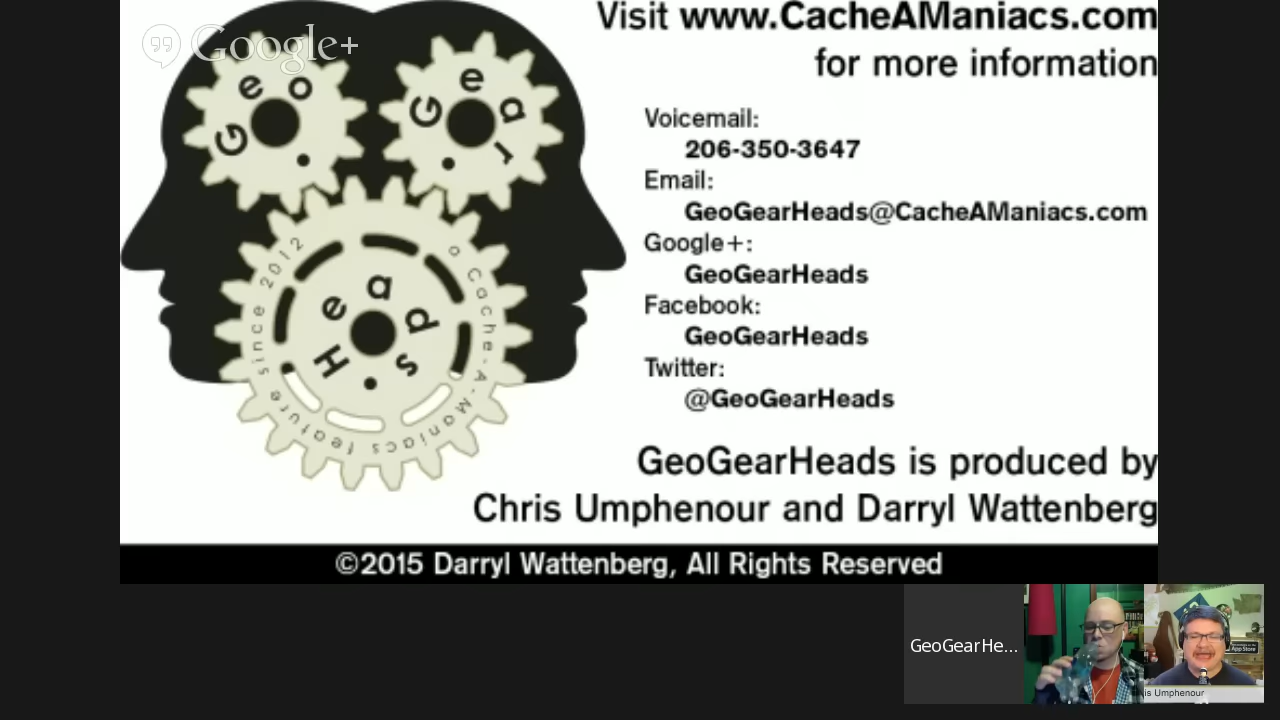 Google+
Visit www.CacheAManiacs.com
for more information
Geo.
Gear.
Heads.
a Cache-A-Maniacs feature since 2012
Voicemail:
206-350-3647
Email:
GeoGearHeads@CacheAManiacs.com
Google+:
GeoGearHeads
Facebook:
GeoGearHeads
Twitter:
@GeoGearHeads
GeoGearHeads is produced by
Chris Umphenour and Darryl Wattenberg
©2015 Darryl Wattenberg, All Rights Reserved
GeoGearHe...
App Store
is Umphenour